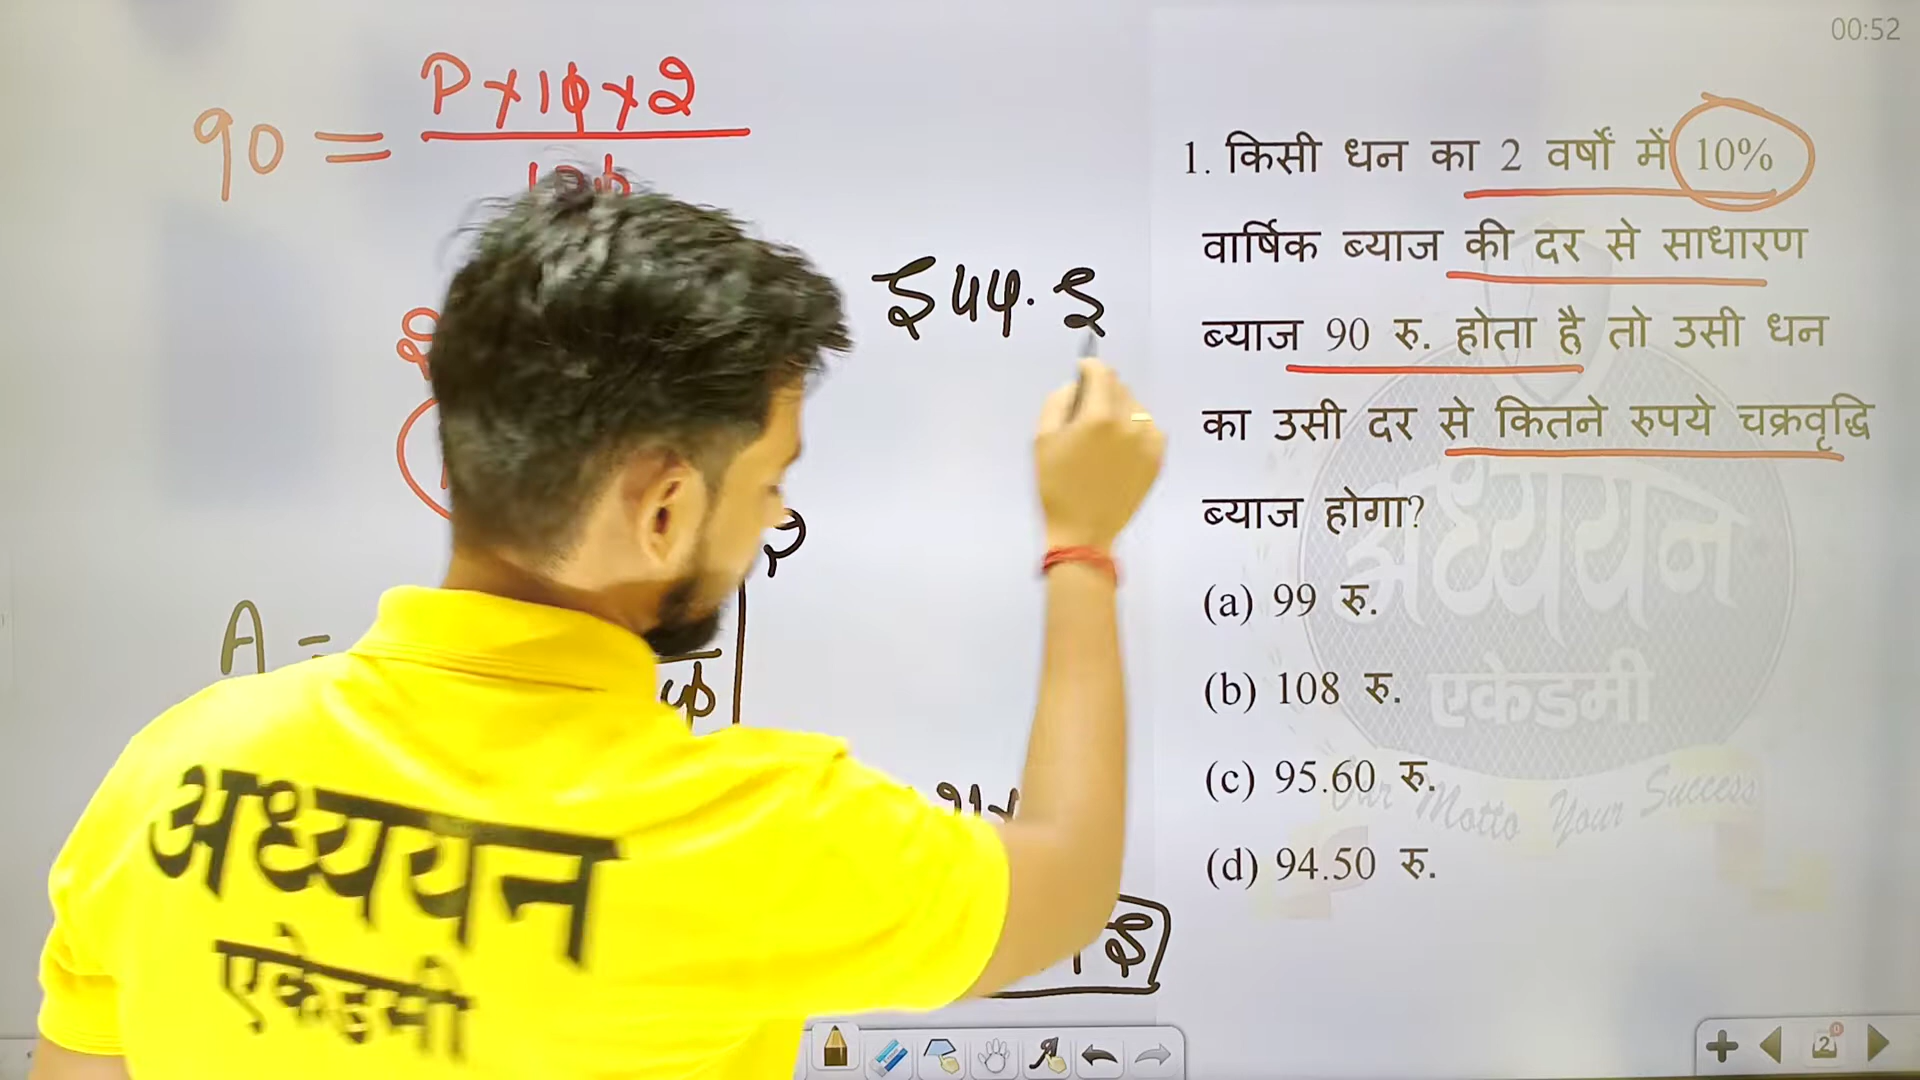 00:52
90 = P×10×2
1. किसी धन का 2 वर्षों में 10%
वार्षिक ब्याज की दर से साधारण
ब्याज 90 रु. होता है, तो उसी धन
का उसी दर से कितने रुपये चक्रवृद्धि
ब्याज होगा?
(a) 99 रु.
(b) 108 रु.
(c) 95.60 रु.
(d) 94.50 रु.
A =
अध्ययन
एकेडमी
अध्ययन
एकेडमी
Our Motto Your Success
2